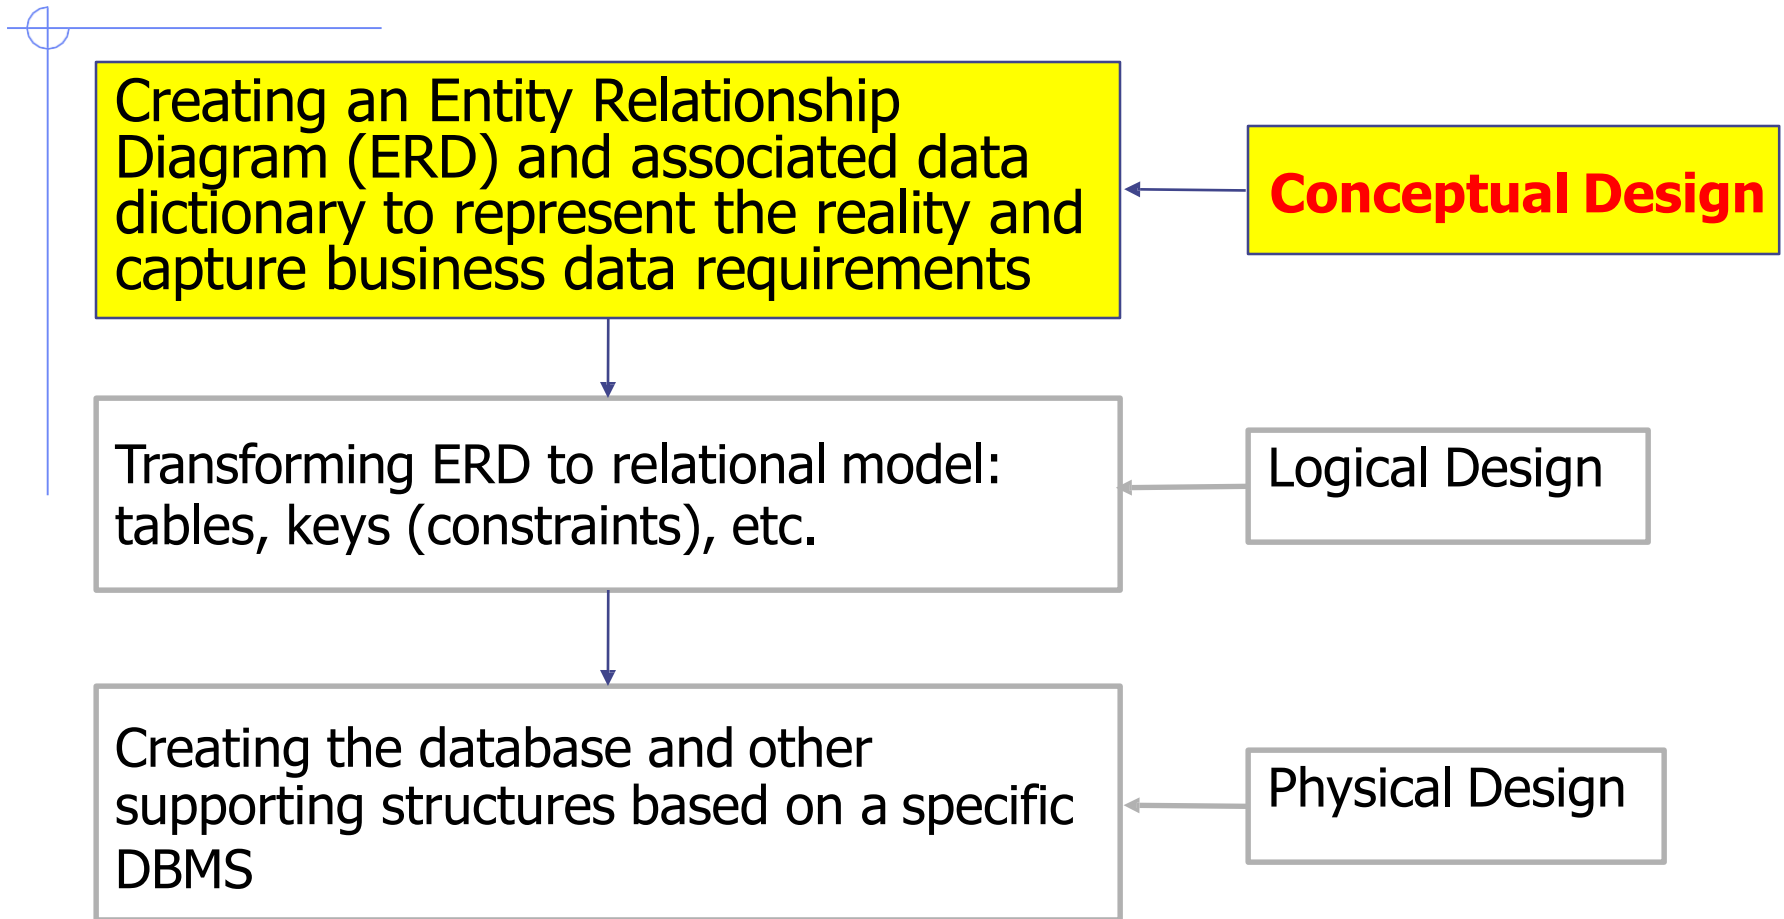 Creating an Entity Relationship
Diagram (ERD) and associated data
dictionary to represent the reality and
capture business data requirements
Conceptual Design
Transforming ERD to relational model:
tables, keys (constraints), etc.
Logical Design
Creating the database and other
supporting structures based on a specific
DBMS
Physical Design